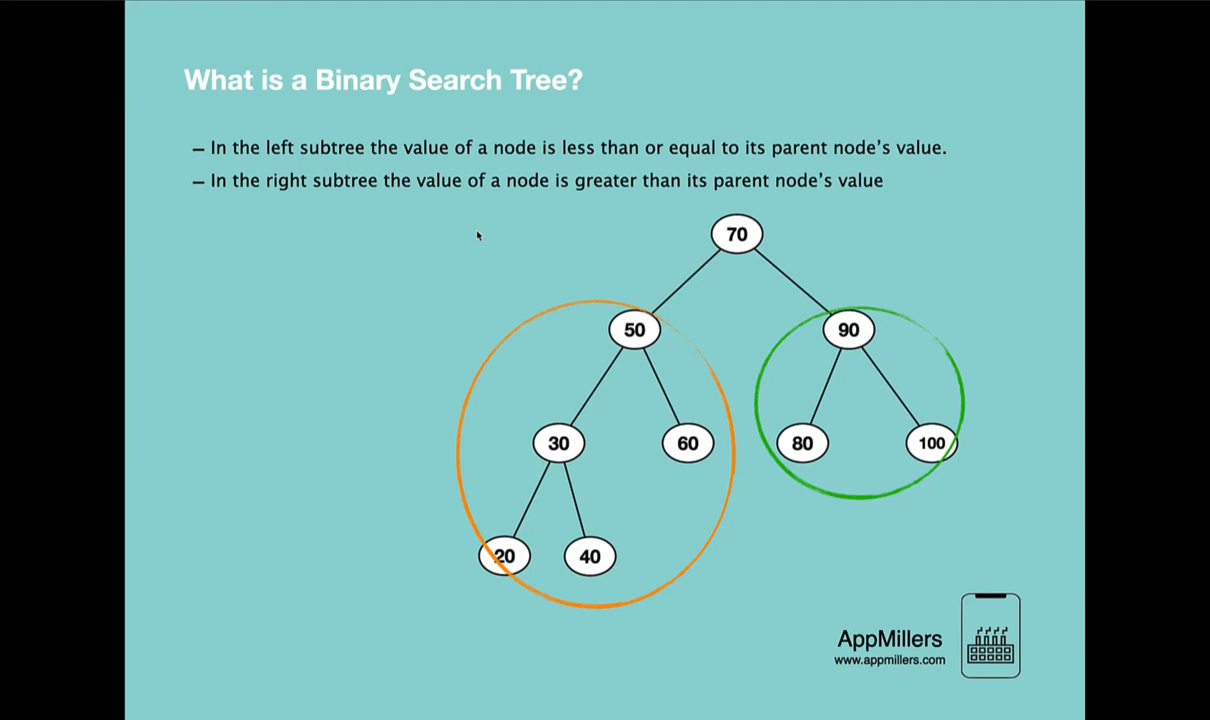 What is a Binary Search Tree?
– In the left subtree the value of a node is less than or equal to its parent node's value.
– In the right subtree the value of a node is greater than its parent node's value
70
50
90
30
60
80
100
20
40
AppMillers
www.appmillers.com